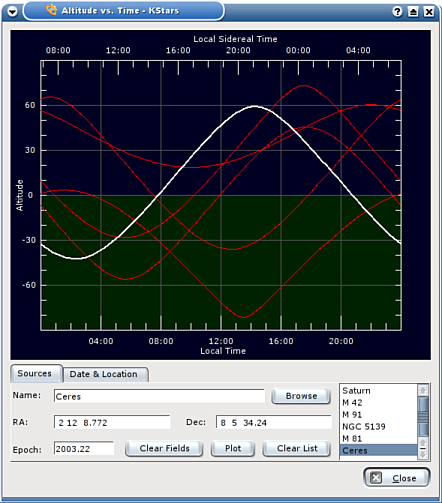 Altitude vs. Time - KStars
Local Sidereal Time
08:00 12:00 16:00 20:00 00:00 04:00
60
30
0
-30
-60
Altitude
04:00 08:00 12:00 16:00 20:00
Local Time
Sources Date & Location
Name: Ceres Browse
RA: 2 12 8.772 Dec: 8 5 34.24
Epoch: 2003.22 Clear Fields Plot Clear List
Saturn
M 42
M 91
NGC 5139
M 81
Ceres
Close